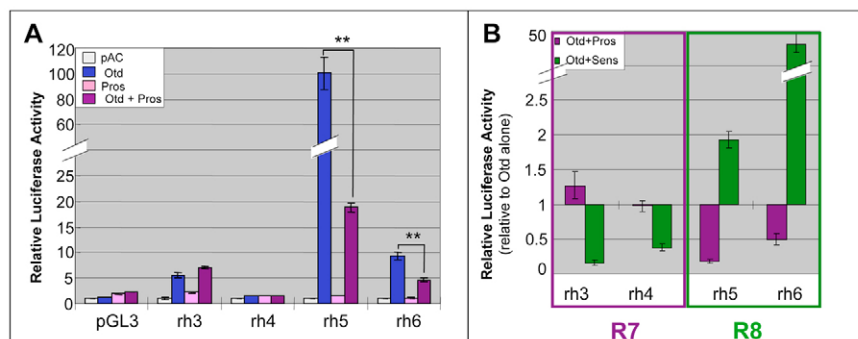 A
Relative Luciferase Activity
120
100
80
60
40
25
20
15
10
5
0
pAC
Otd
Pros
Otd + Pros
**
**
pGL3
rh3
rh4
rh5
rh6
B
Relative Luciferase Activity
(relative to Otd alone)
50
2.5
2
1.5
1
0.5
0
Otd+Pros
Otd+Sens
rh3
rh4
rh5
rh6
R7
R8